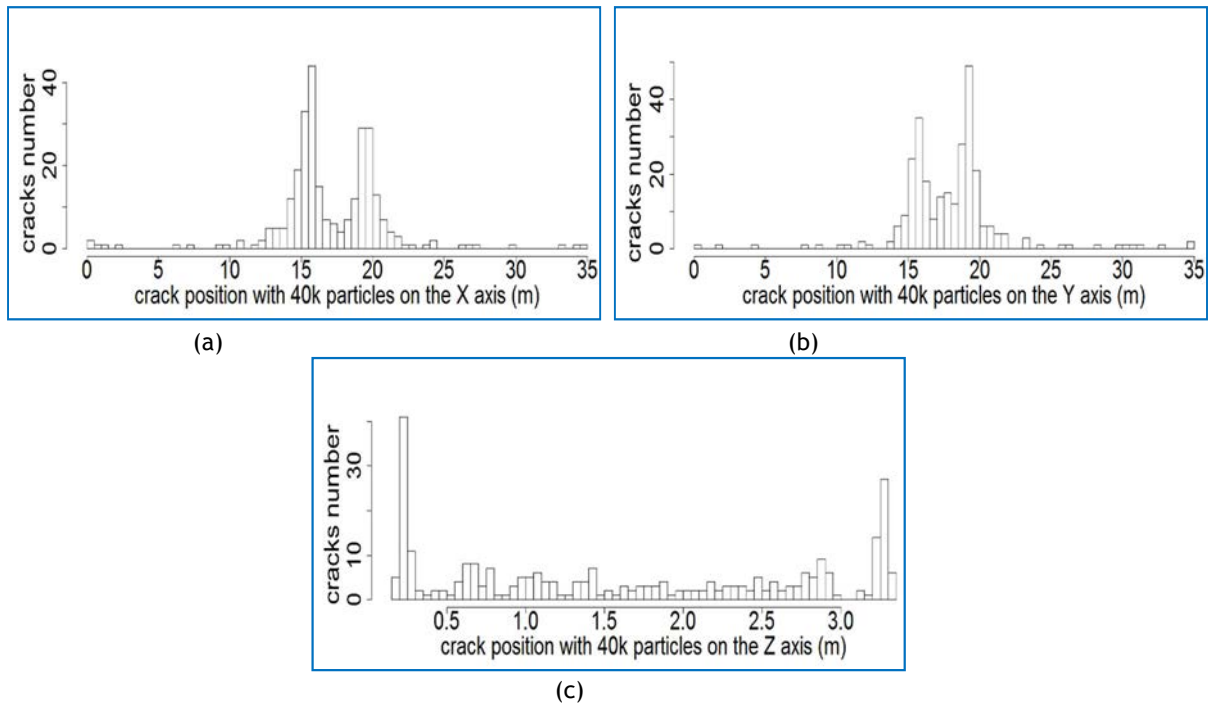 cracks number
40
20
0
0 5 10 15 20 25 30 35
crack position with 40k particles on the X axis (m)
(a)
cracks number
40
20
0
0 5 10 15 20 25 30 35
crack position with 40k particles on the Y axis (m)
(b)
cracks number
30
10
0
0.5 1.0 1.5 2.0 2.5 3.0
crack position with 40k particles on the Z axis (m)
(c)